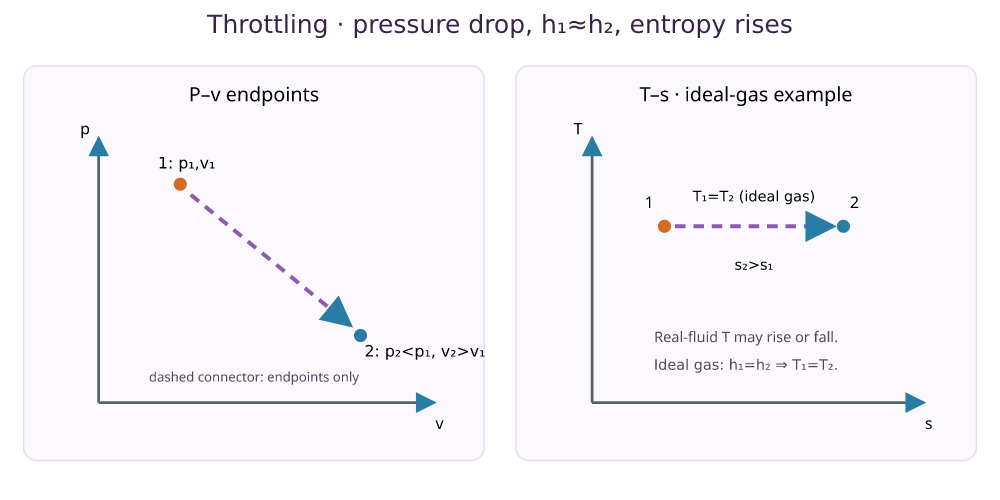 Throttling · pressure drop, h₁≈h₂, entropy rises
P–v endpoints
p
1: p₁,v₁
2: p₂<p₁, v₂>v₁
dashed connector: endpoints only
v
T–s · ideal-gas example
T
1
T₁=T₂ (ideal gas)
2
s₂>s₁
Real-fluid T may rise or fall.
Ideal gas: h₁=h₂ ⇒ T₁=T₂.
s